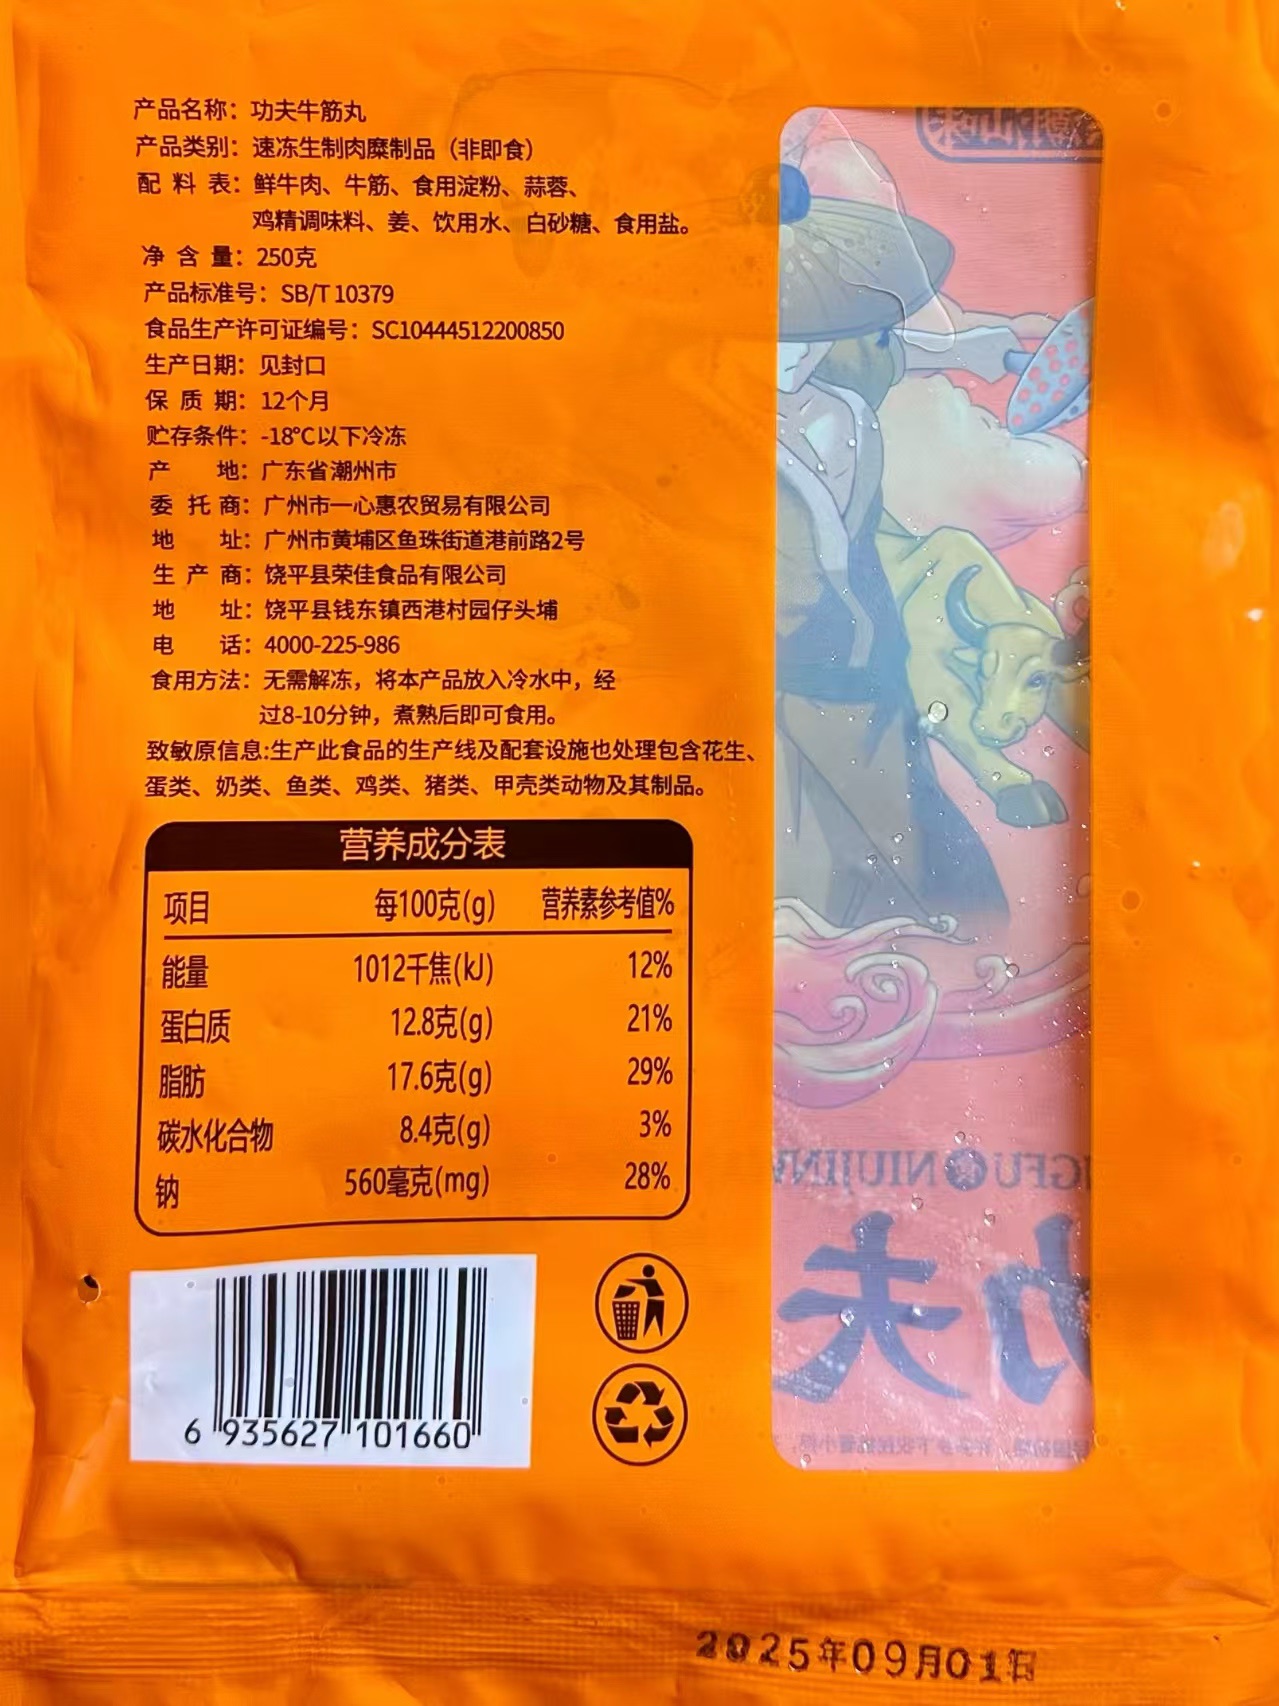 产品名称：功夫牛筋丸
产品类别：速冻生制肉糜制品（非即食）
配料表：鲜牛肉、牛筋、食用淀粉、蒜蓉、
鸡精调味料、姜、饮用水、白砂糖、食用盐。
净含量：250克
产品标准号：SB/T 10379
食品生产许可证编号：SC10444512200850
生产日期：见封口
保质期：12个月
贮存条件：-18℃以下冷冻
产地：广东省潮州市
委托商：广州市一心惠农贸易有限公司
地址：广州市黄埔区鱼珠街道港前路2号
生产商：饶平县荣佳食品有限公司
地址：饶平县钱东镇西港村园仔头埔
电话：4000-225-986
食用方法：无需解冻，将本产品放入冷水中，经
过8-10分钟，煮熟后即可食用。
致敏原信息:生产此食品的生产线及配套设施也处理包含花生、
蛋类、奶类、鱼类、鸡类、猪类、甲壳类动物及其制品。
营养成分表
项目 每100克(g) 营养素参考值%
能量 1012千焦(kJ) 12%
蛋白质 12.8克(g) 21%
脂肪 17.6克(g) 29%
碳水化合物 8.4克(g) 3%
钠 560毫克(mg) 28%
6 935627 101660
NGFU NIUJINW
功夫
2025年09月01日